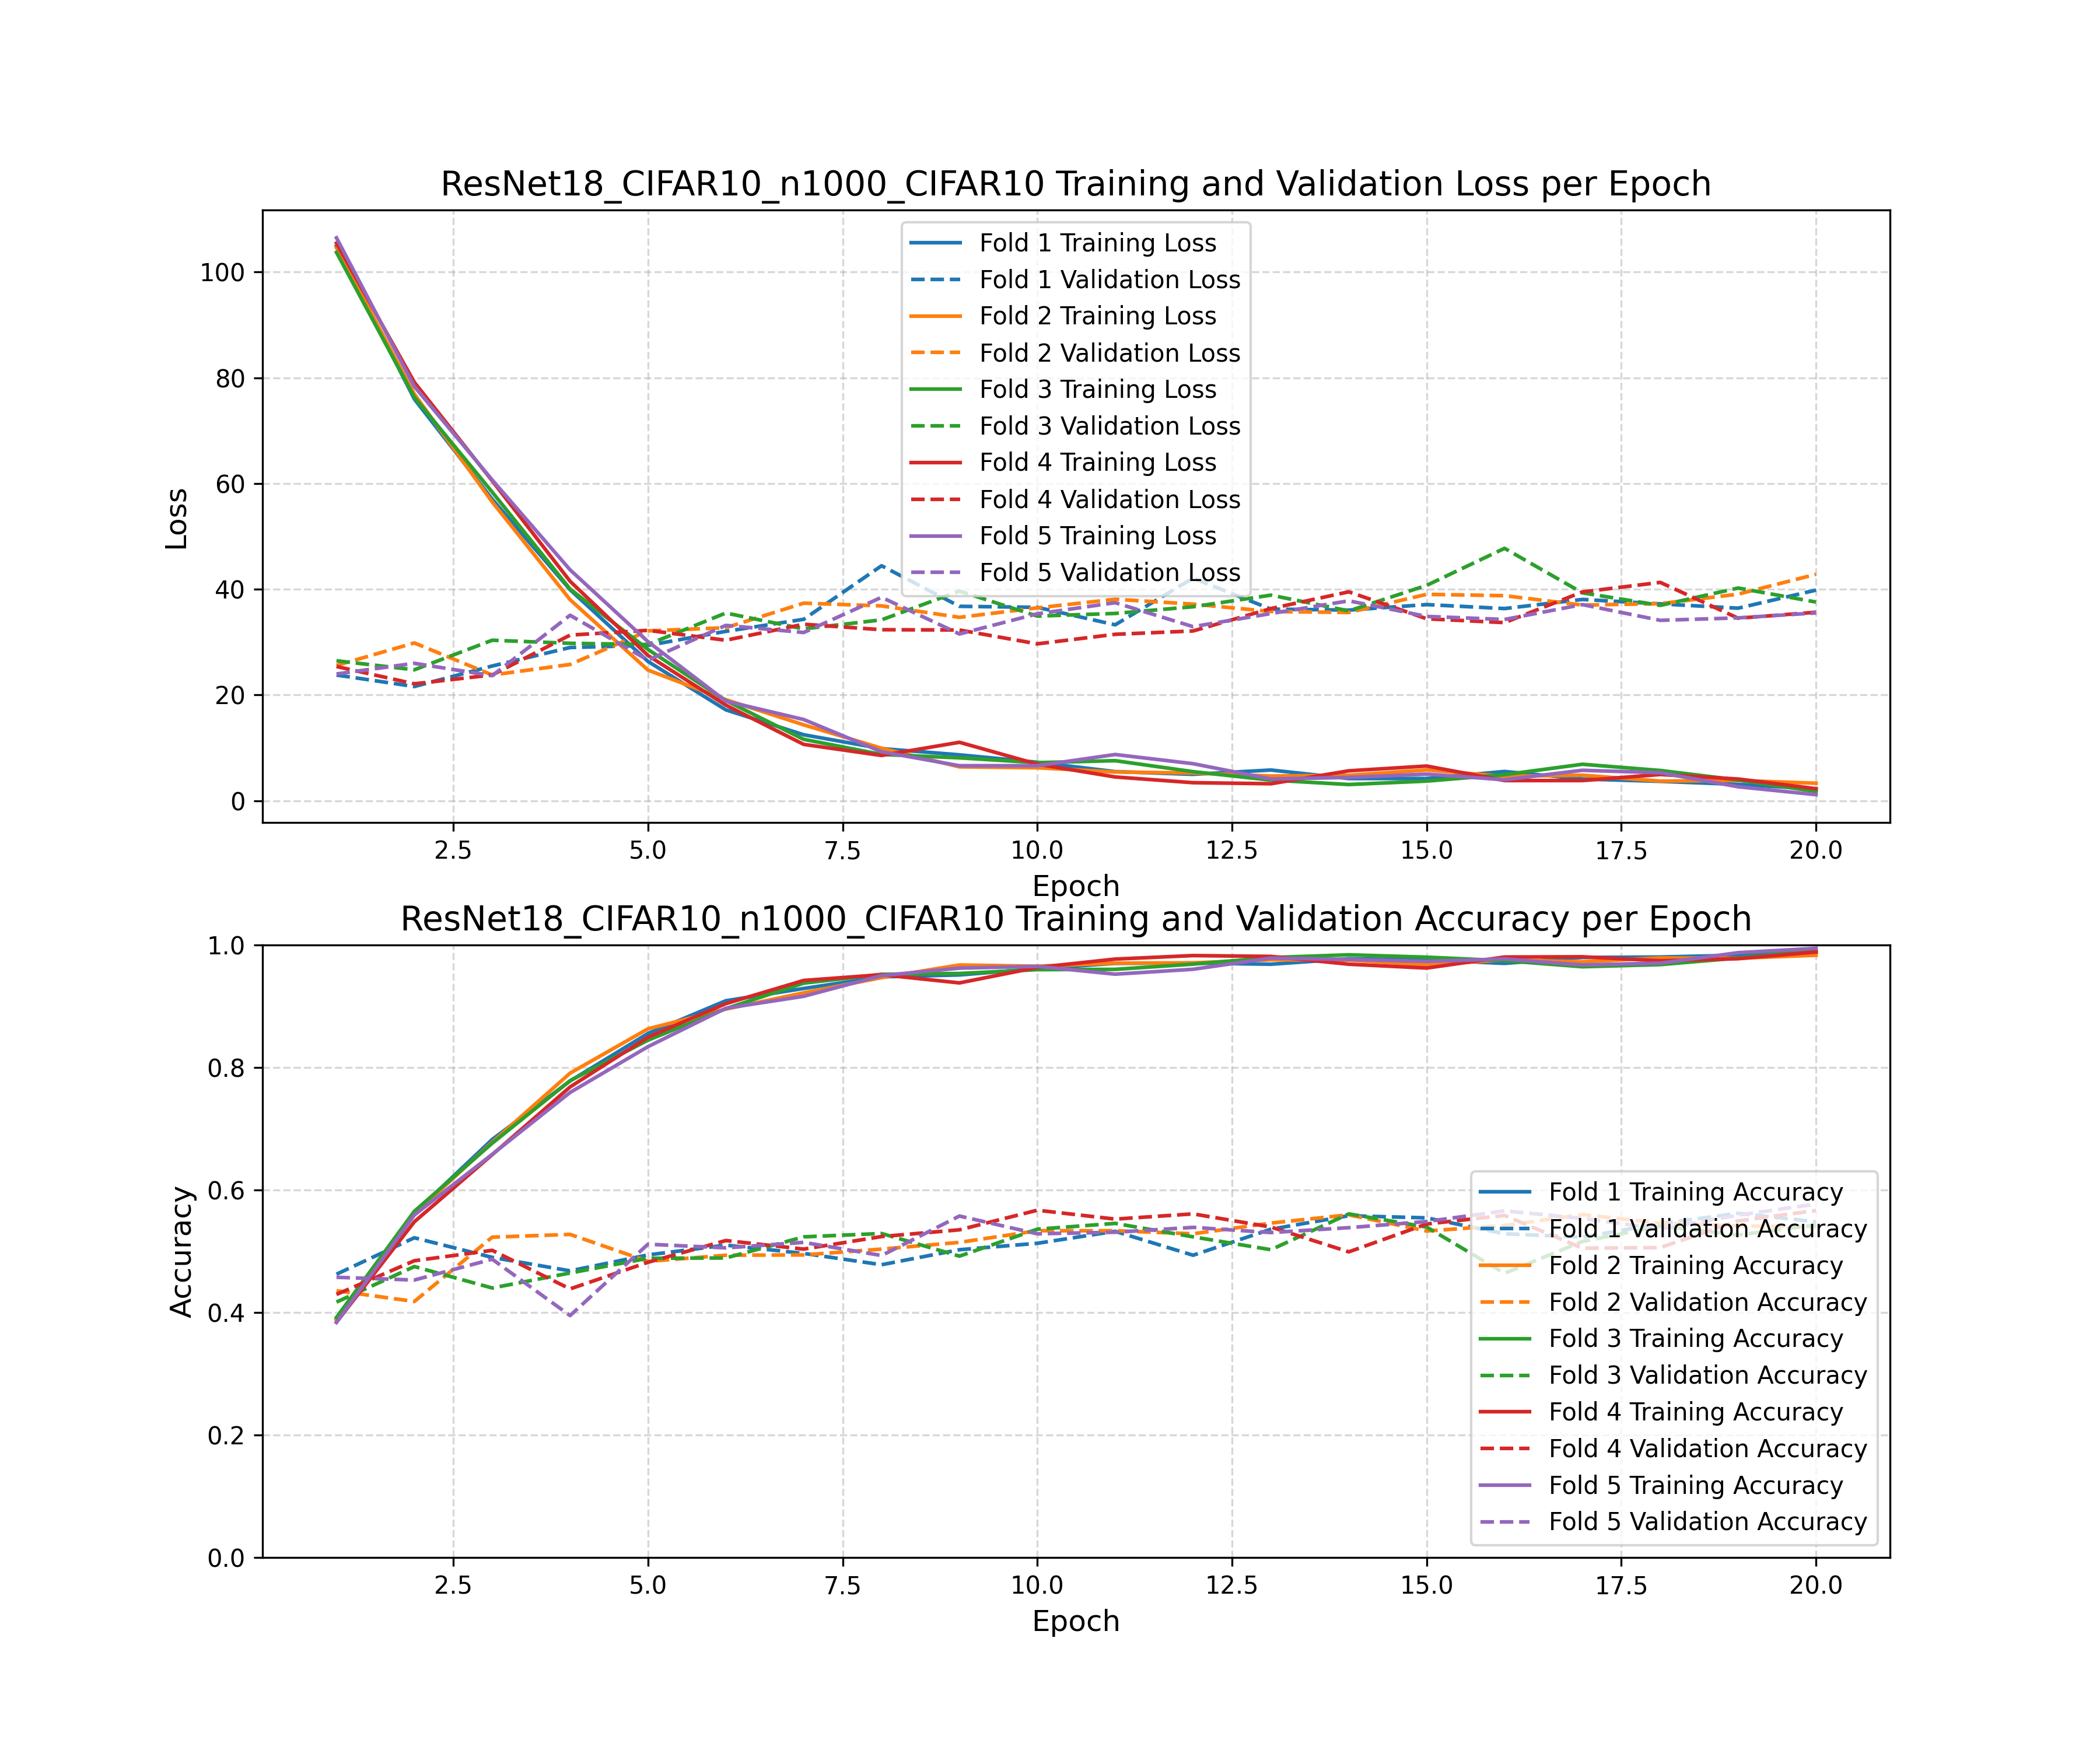 ResNet18_CIFAR10_n1000_CIFAR10 Training and Validation Loss per Epoch
Loss
100
80
60
40
20
0
Fold 1 Training Loss
Fold 1 Validation Loss
Fold 2 Training Loss
Fold 2 Validation Loss
Fold 3 Training Loss
Fold 3 Validation Loss
Fold 4 Training Loss
Fold 4 Validation Loss
Fold 5 Training Loss
Fold 5 Validation Loss
2.5 5.0 7.5 10.0 12.5 15.0 17.5 20.0
Epoch
ResNet18_CIFAR10_n1000_CIFAR10 Training and Validation Accuracy per Epoch
Accuracy
1.0
0.8
0.6
0.4
0.2
0.0
Fold 1 Training Accuracy
Fold 1 Validation Accuracy
Fold 2 Training Accuracy
Fold 2 Validation Accuracy
Fold 3 Training Accuracy
Fold 3 Validation Accuracy
Fold 4 Training Accuracy
Fold 4 Validation Accuracy
Fold 5 Training Accuracy
Fold 5 Validation Accuracy
2.5 5.0 7.5 10.0 12.5 15.0 17.5 20.0
Epoch